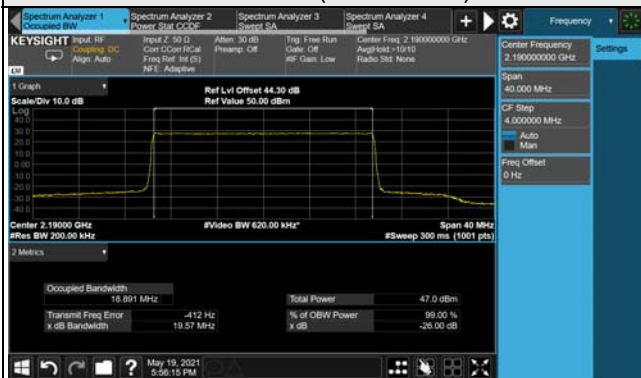 Spectrum Analyzer 1
Occupied BW
Spectrum Analyzer 2
Power Stat CCDF
Spectrum Analyzer 3
Swept SA
Spectrum Analyzer 4
Swept SA
Frequency
KEYSIGHT
Input: RF
Coupling: DC
Align: Auto
Input Z: 50 Ω
Corr CCorr RCal
Freq Ref: Int (S)
NFE: Adaptive
Atten: 30 dB
Preamp: Off
Trig: Free Run
Gate: Off
#IF Gain: Low
Center Freq: 2.190000000 GHz
Avg|Hold:>10/10
Radio Std: None
Center Frequency
2.190000000 GHz
Settings
Span
40.000 MHz
CF Step
4.000000 MHz
Auto
Man
Freq Offset
0 Hz
1 Graph
Scale/Div 10.0 dB
Ref Lvl Offset 44.30 dB
Ref Value 50.00 dBm
Log
40.0
30.0
20.0
10.0
0.00
-10.0
-20.0
-30.0
-40.0
Center 2.19000 GHz
#Res BW 200.00 kHz
#Video BW 620.00 kHz*
Span 40 MHz
#Sweep 300 ms (1001 pts)
2 Metrics
Occupied Bandwidth
16.891 MHz
Total Power
47.0 dBm
Transmit Freq Error
-412 Hz
% of OBW Power
99.00 %
x dB Bandwidth
19.57 MHz
x dB
-26.00 dB
May 19, 2021
5:56:15 PM